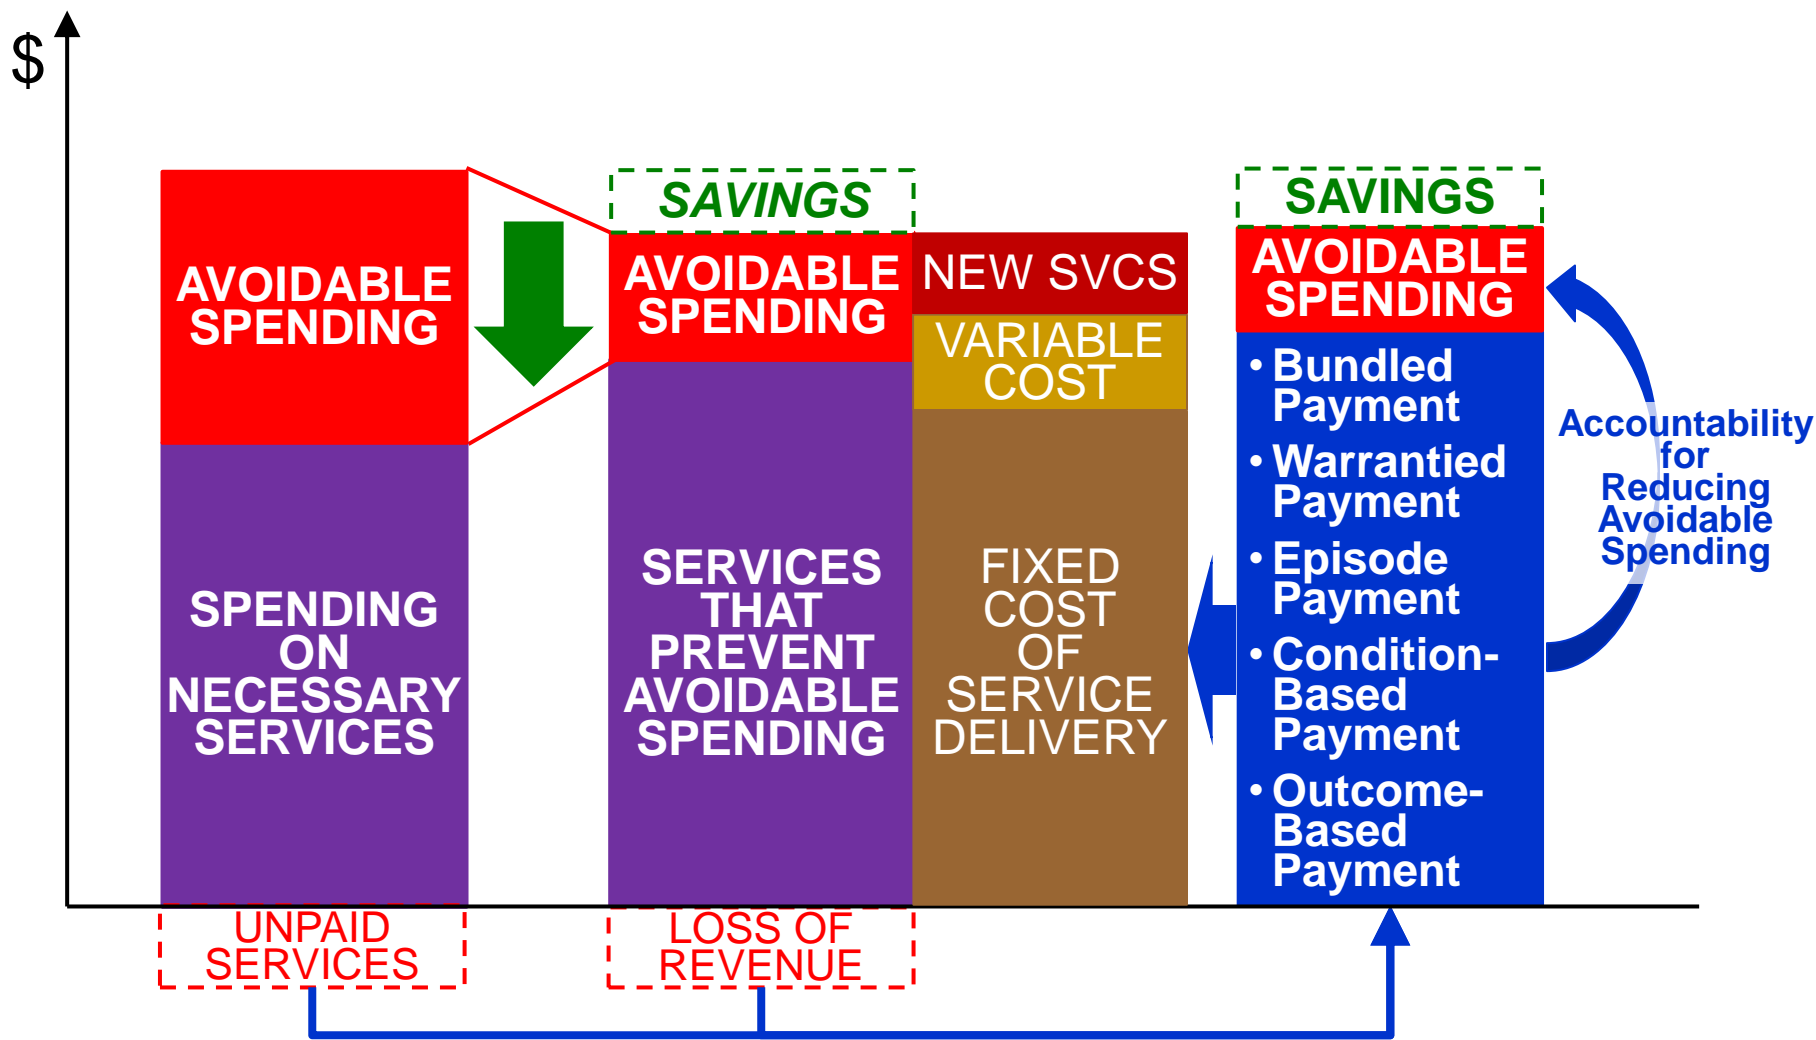 $
AVOIDABLE
SPENDING
SPENDING
ON
NECESSARY
SERVICES
UNPAID
SERVICES
SAVINGS
AVOIDABLE
SPENDING
SERVICES
THAT
PREVENT
AVOIDABLE
SPENDING
LOSS OF
REVENUE
NEW SVCS
VARIABLE
COST
FIXED
COST
OF
SERVICE
DELIVERY
SAVINGS
AVOIDABLE
SPENDING
• Bundled
Payment
• Warrantied
Payment
• Episode
Payment
• Condition-
Based
Payment
• Outcome-
Based
Payment
Accountability
for
Reducing
Avoidable
Spending